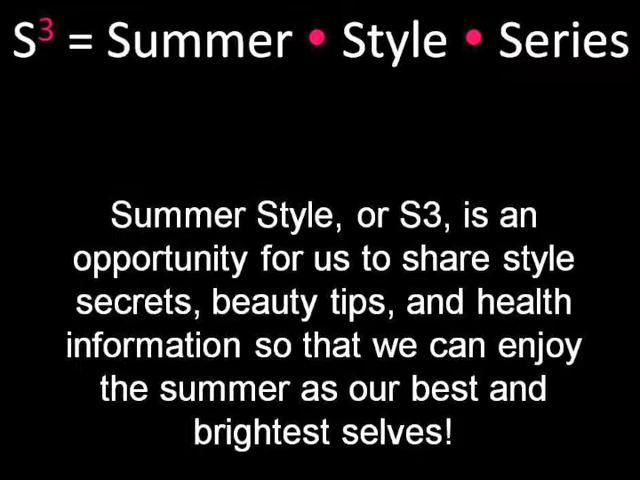 S³ = Summer • Style • Series
Summer Style, or S3, is an
opportunity for us to share style
secrets, beauty tips, and health
information so that we can enjoy
the summer as our best and
brightest selves!